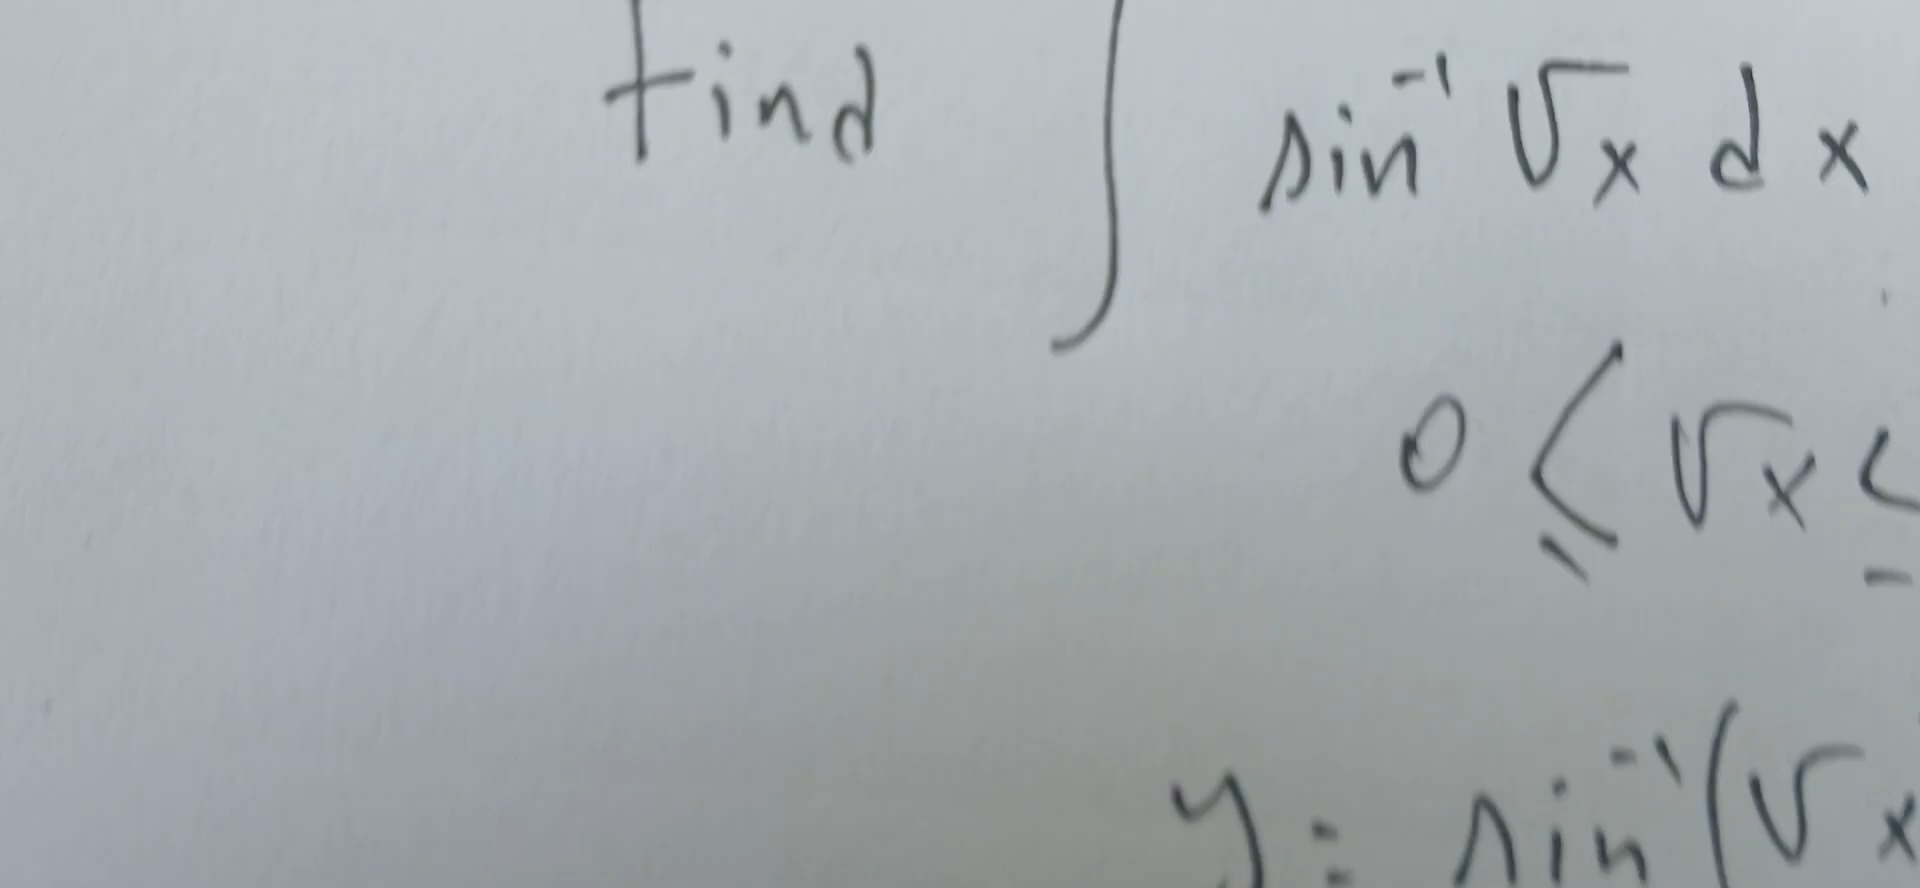 Find ∫ sin⁻¹ √x dx
0 ≤ √x ≤
y = sin⁻¹(√x